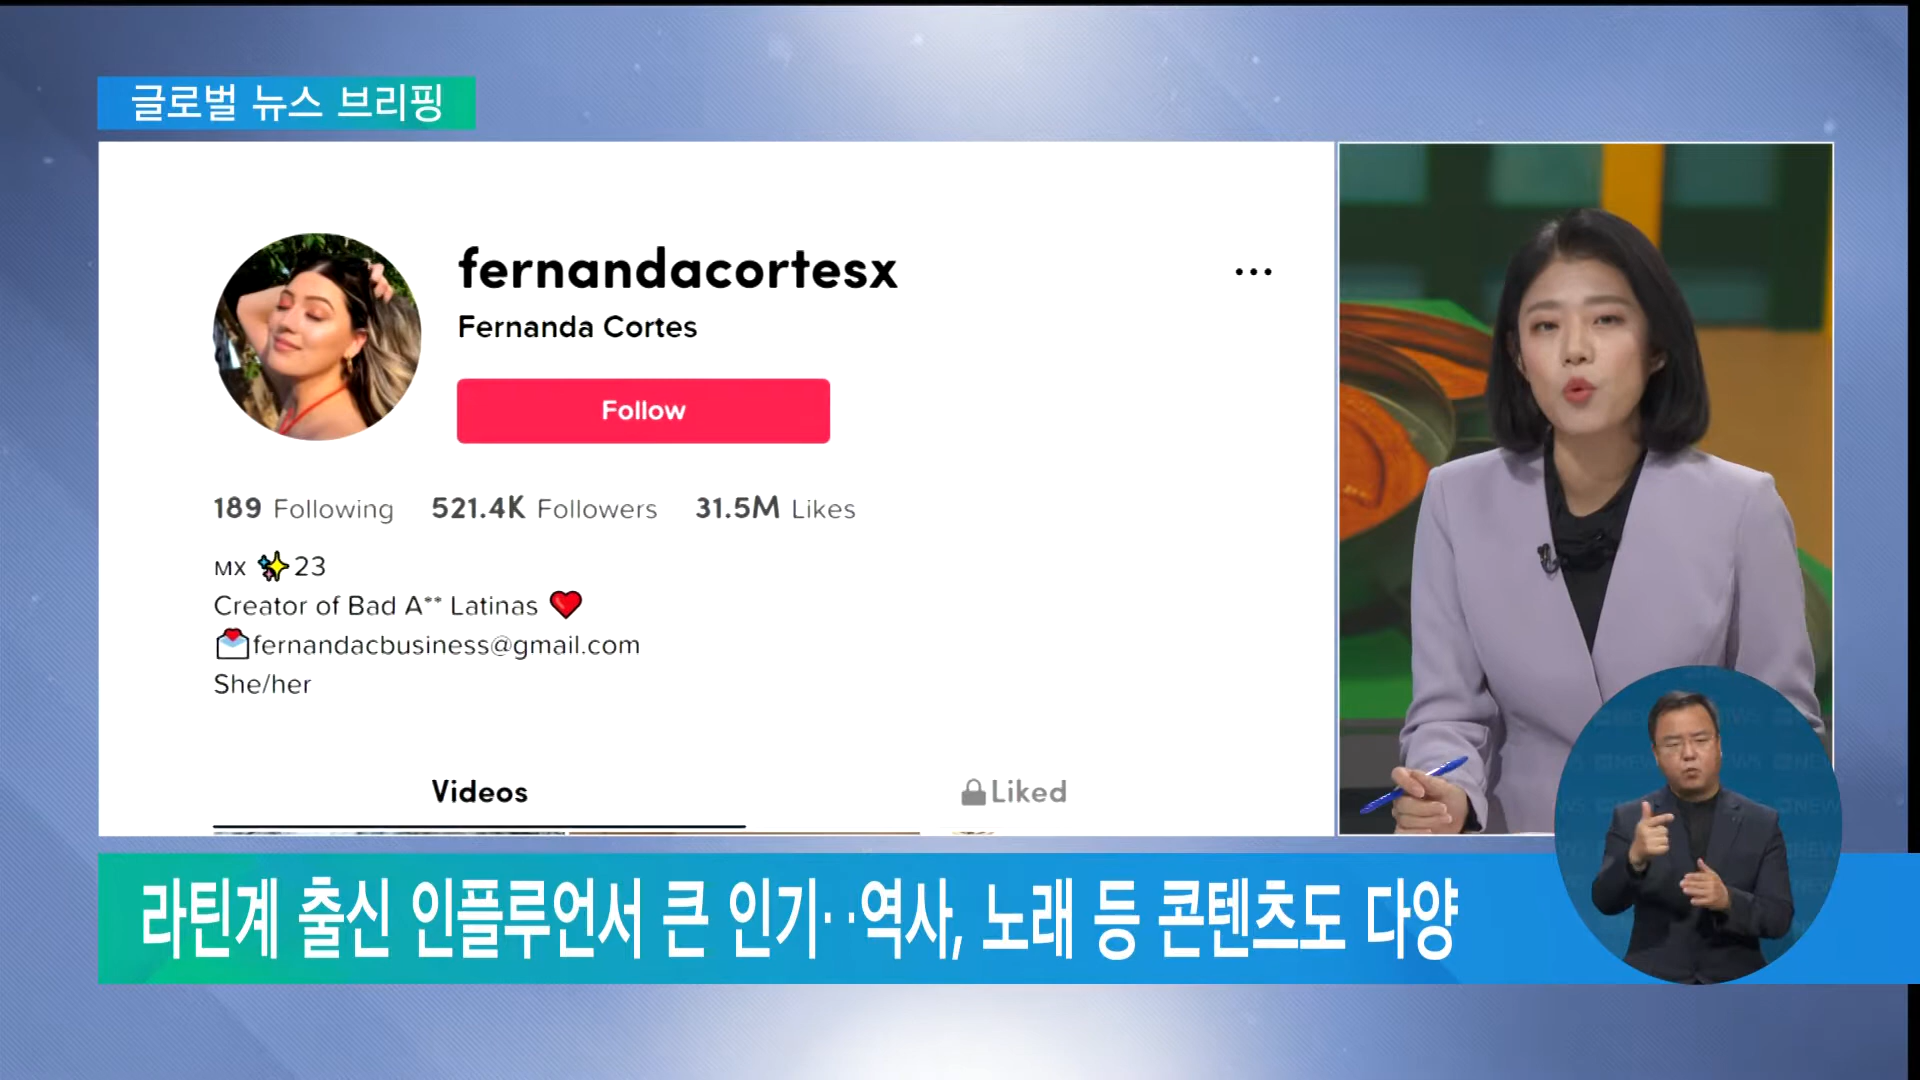 글로벌 뉴스 브리핑
fernandacortesx
...
Fernanda Cortes
Follow
189 Following 521.4K Followers 31.5M Likes
MX ✨23
Creator of Bad A** Latinas ❤️
💌fernandacbusiness@gmail.com
She/her
Videos
Liked
라틴계 출신 인플루언서 큰 인기‥역사, 노래 등 콘텐츠도 다양
NEWS